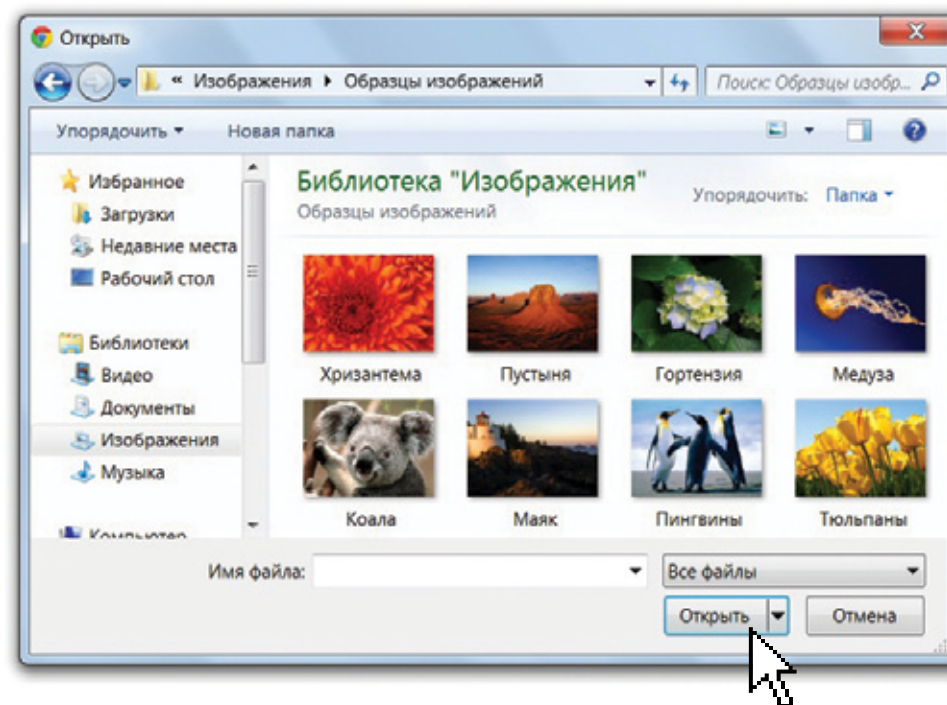 Открыть
« Изображения Образцы изображений Поиск: Образцы изобр...
Упорядочить Новая папка
Избранное
Загрузки
Недавние места
Рабочий стол
Библиотеки
Видео
Документы
Изображения
Музыка
Компьютер
Библиотека "Изображения"
Образцы изображений
Упорядочить: Папка
Хризантема Пустыня Гортензия Медуза
Коала Маяк Пингвины Тюльпаны
Имя файла: Все файлы
Открыть Отмена